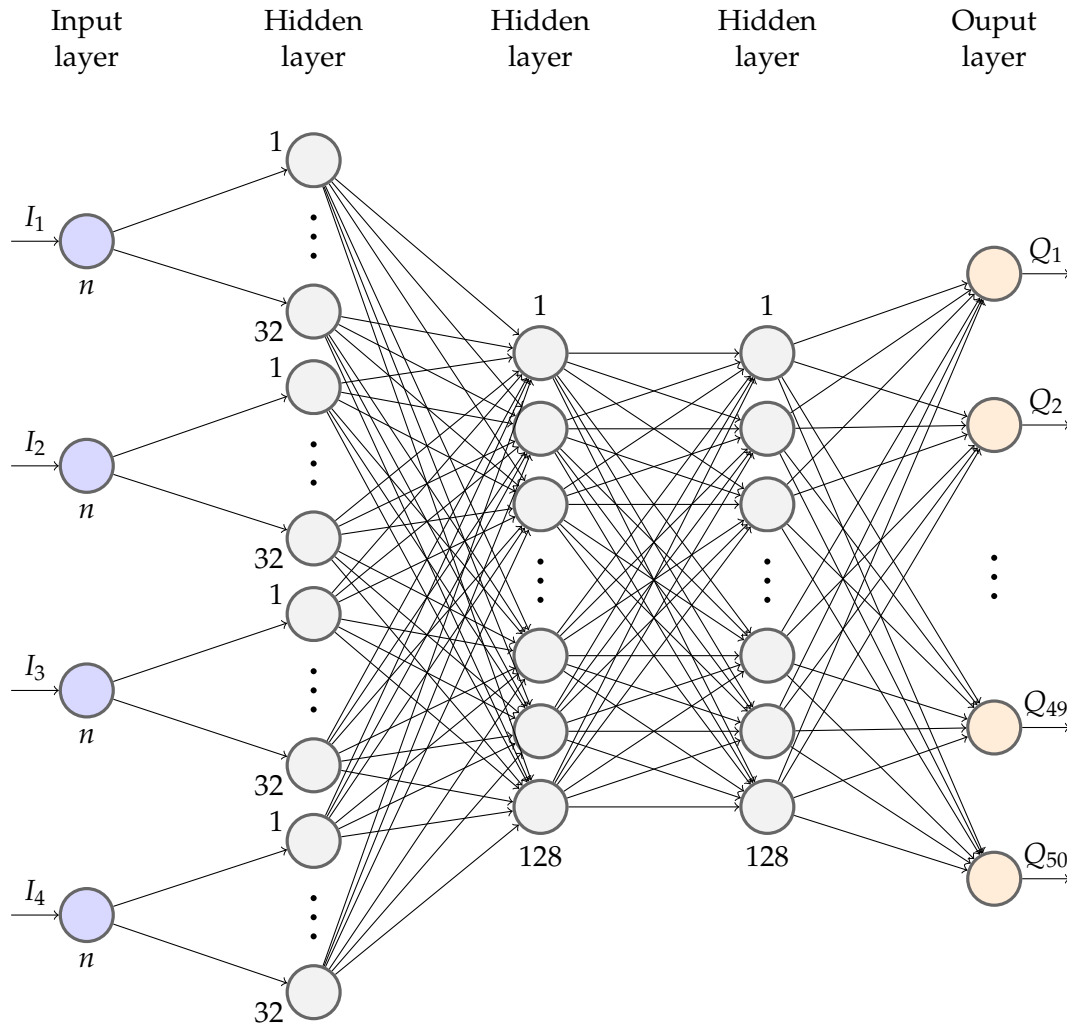 Input
layer
Hidden
layer
Hidden
layer
Hidden
layer
Ouput
layer
I1
n
I2
n
I3
n
I4
n
1
32
1
32
1
32
1
32
1
128
1
128
Q1
Q2
Q49
Q50